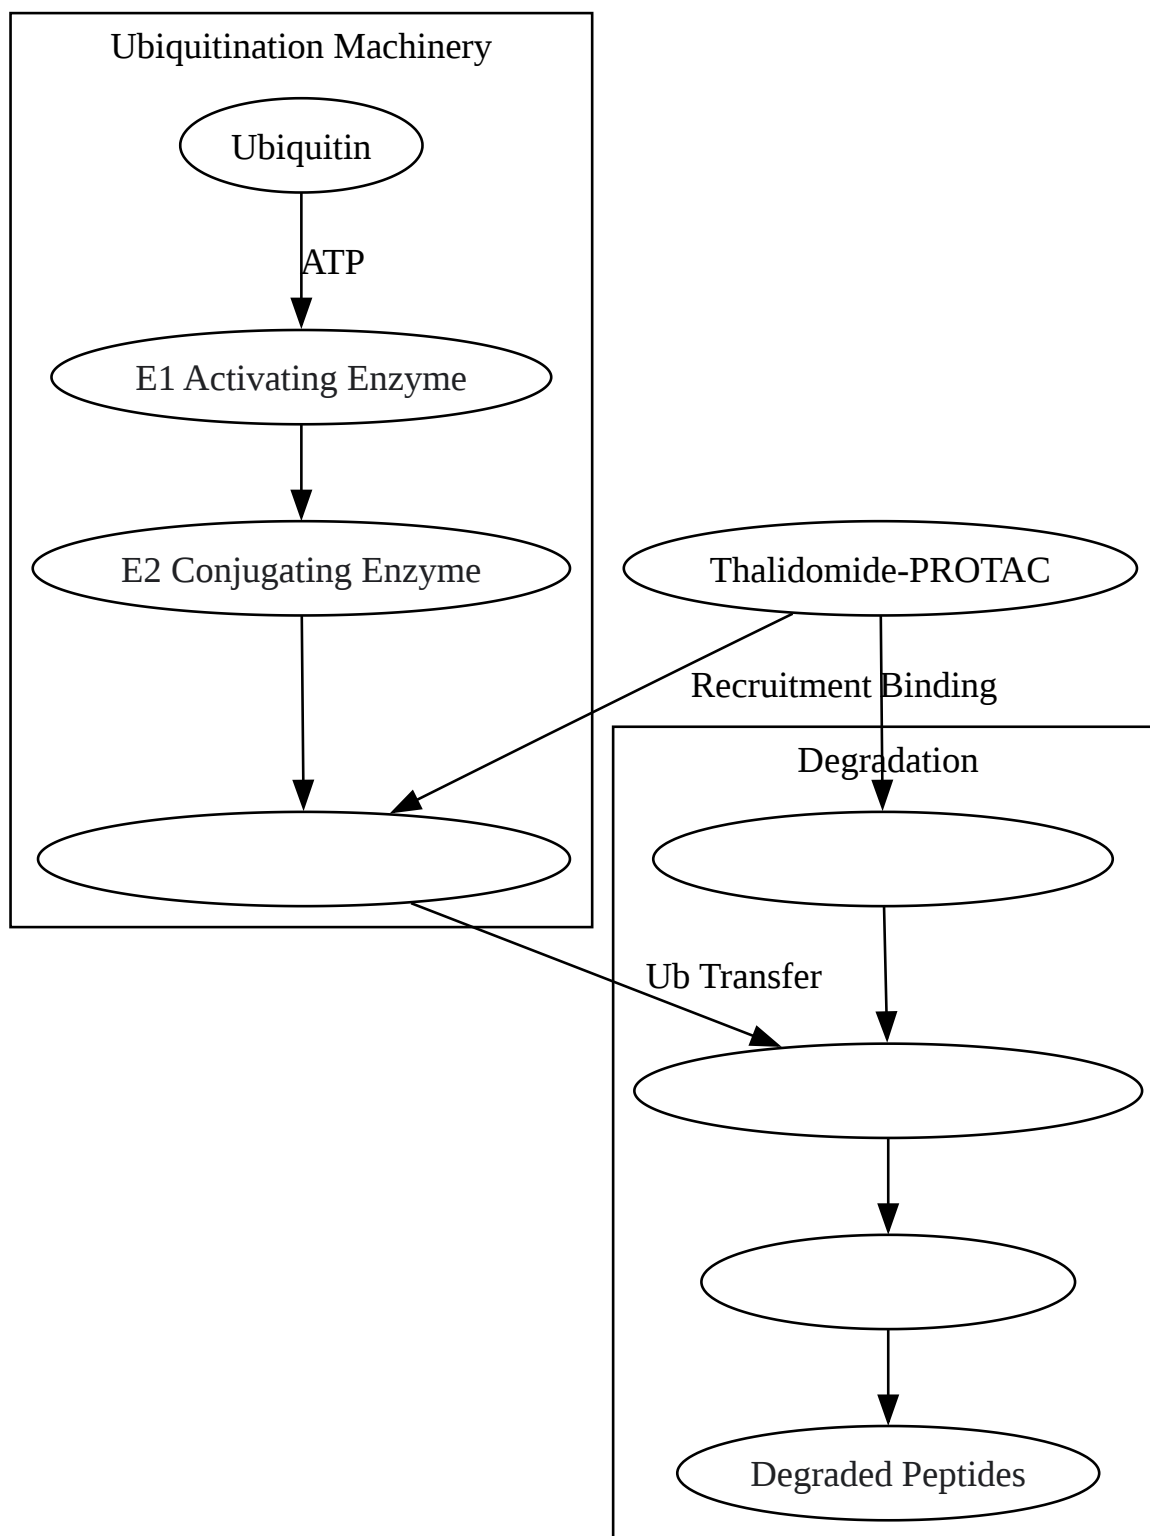 Ubiquitination Machinery
Ubiquitin
ATP
E1 Activating Enzyme
E2 Conjugating Enzyme
Thalidomide-PROTAC
Recruitment Binding
Degradation
Ub Transfer
Degraded Peptides